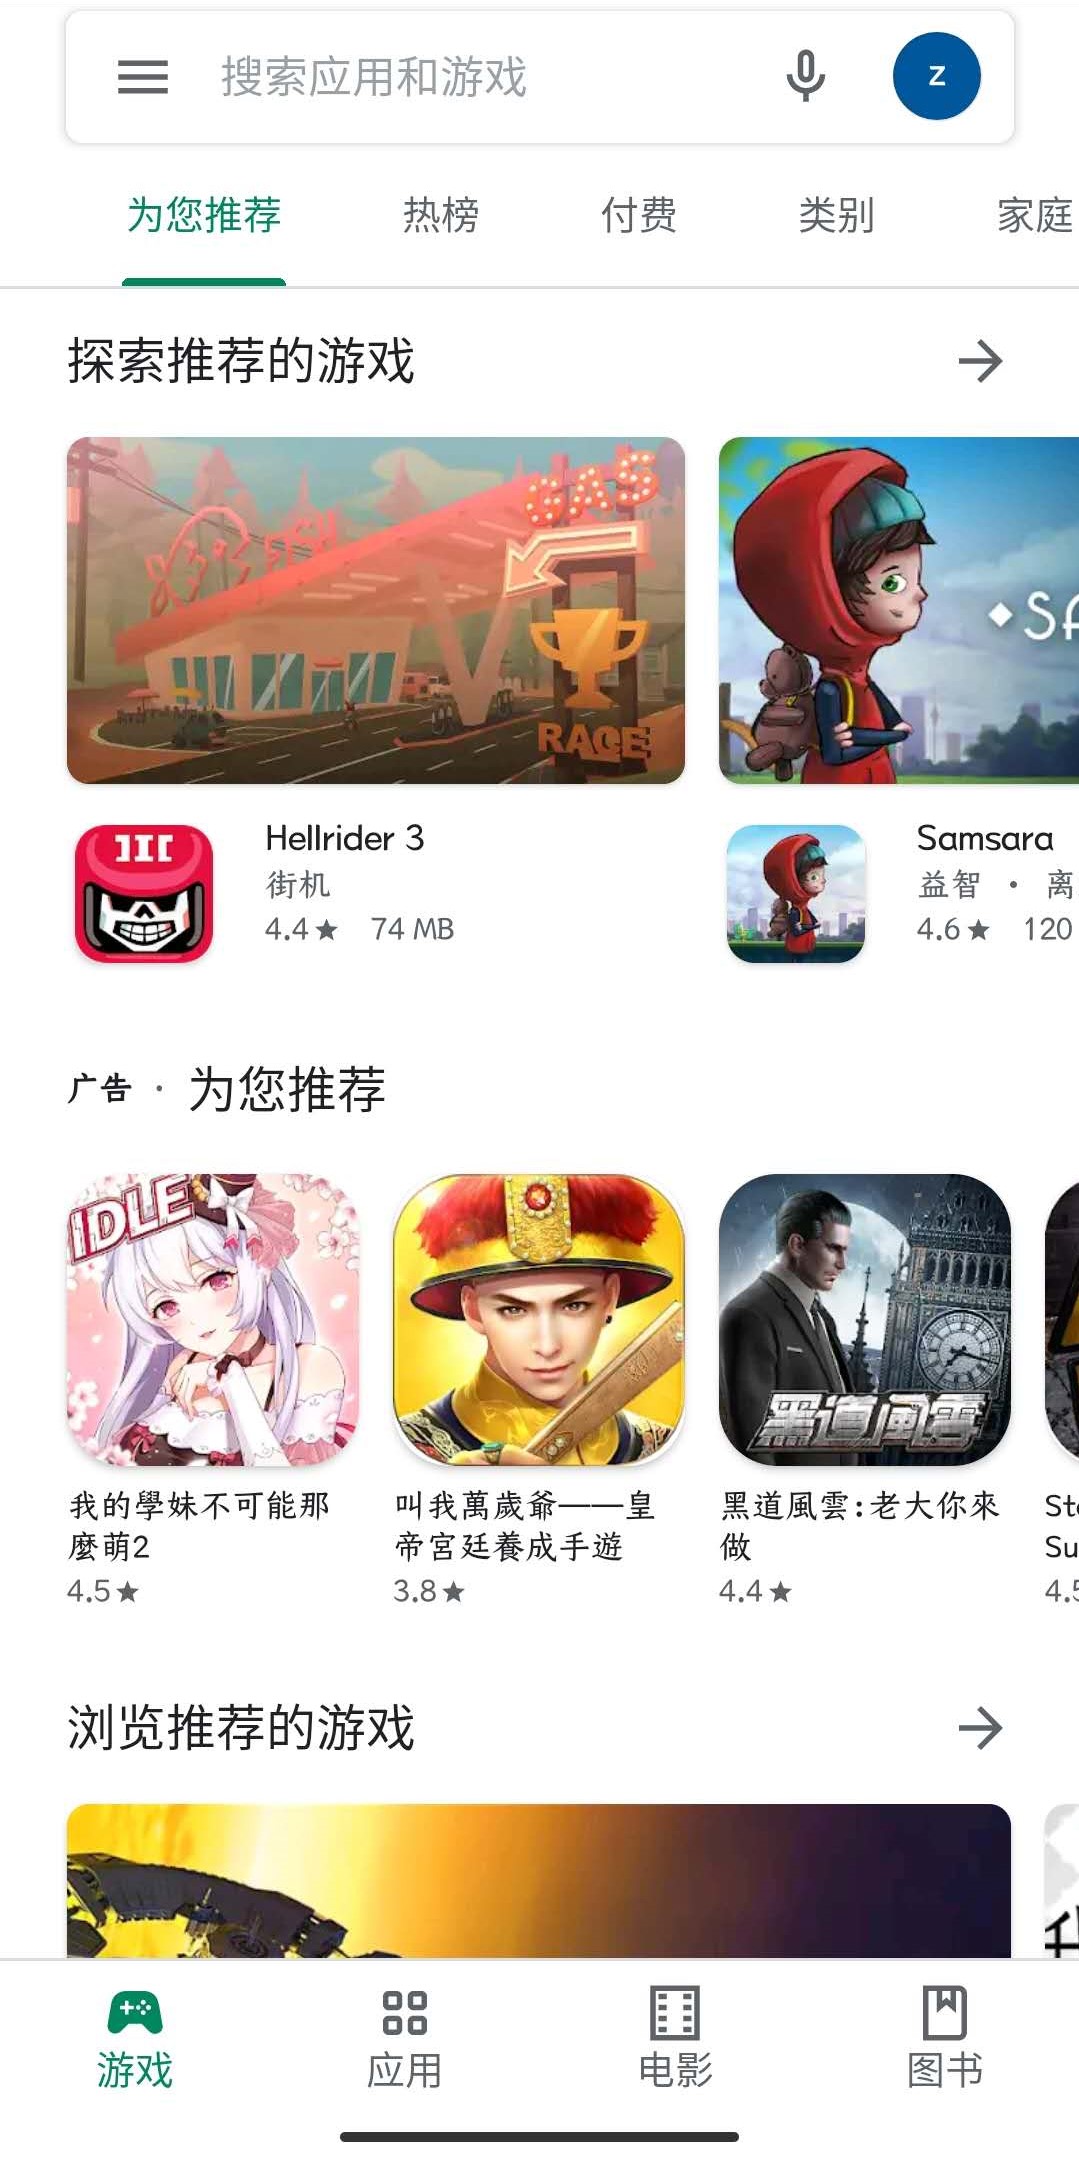 搜索应用和游戏
Z
为您推荐 热榜 付费 类别 家庭
探索推荐的游戏
GAS
RACE
SA
III
Hellrider 3
街机
4.4★ 74 MB
Samsara
益智 · 离
4.6★ 120
广告 · 为您推荐
IDLE
黑道風雲
我的學妹不可能那
麼萌2
4.5★
叫我萬歲爺——皇
帝宮廷養成手遊
3.8★
黑道風雲:老大你來
做
4.4★
Su
4.5
浏览推荐的游戏
游戏 应用 电影 图书